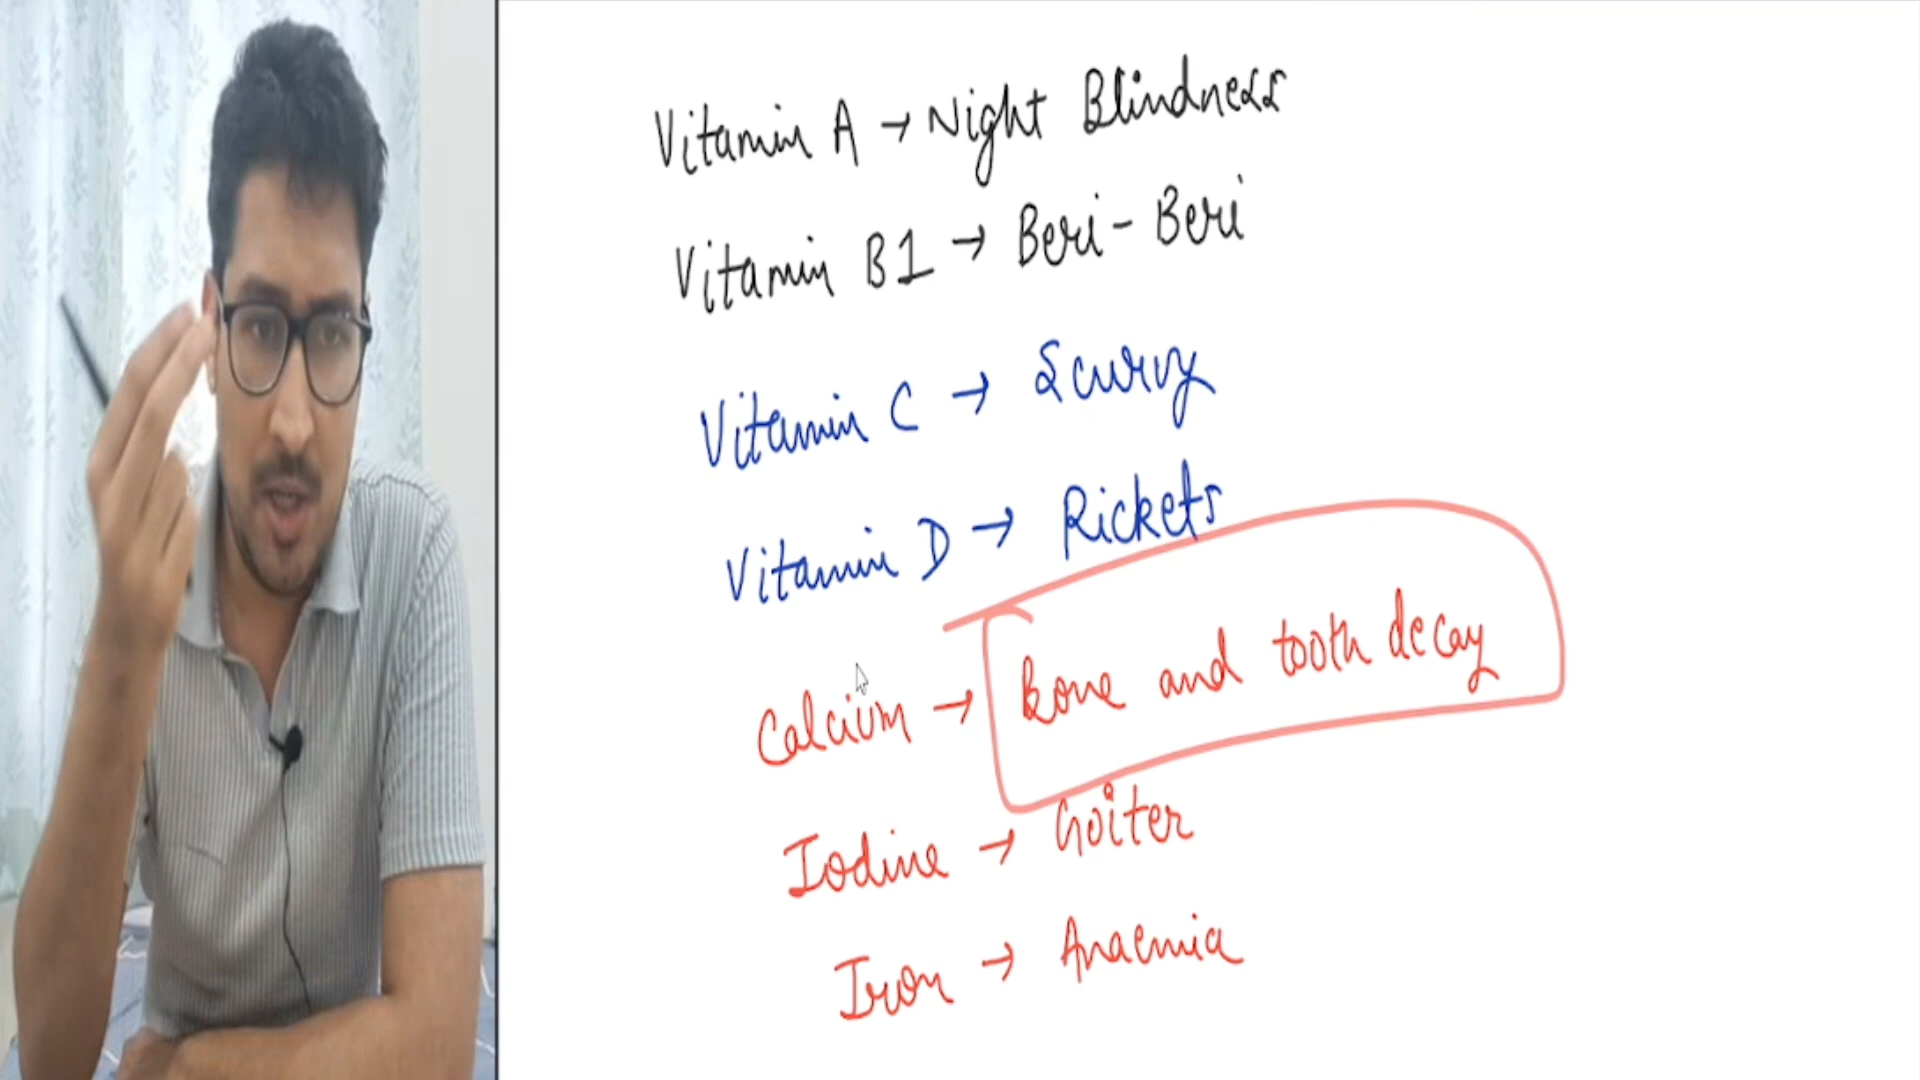 Vitamin A → Night Blindness
Vitamin B1 → Beri-Beri
Vitamin C → Scurvy
Vitamin D → Rickets
Calcium → Bone and tooth decay
Iodine → Goiter
Iron → Anaemia